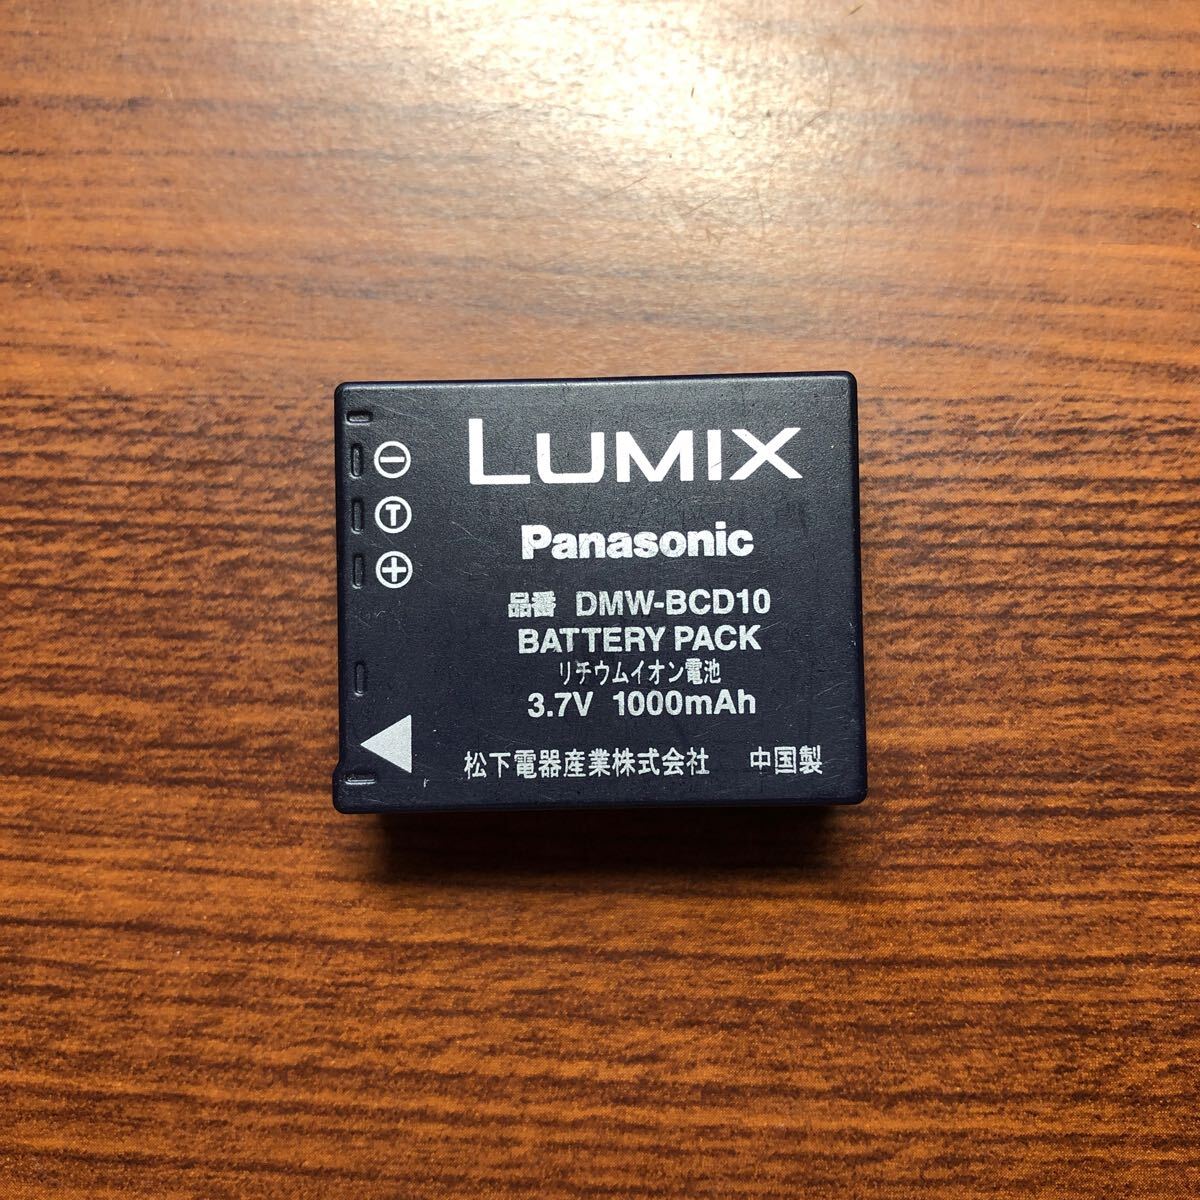 LUMIX
Panasonic
品番 DMW-BCD10
BATTERY PACK
リチウムイオン電池
3.7V 1000mAh
松下電器産業株式会社 中国製
−
T
+